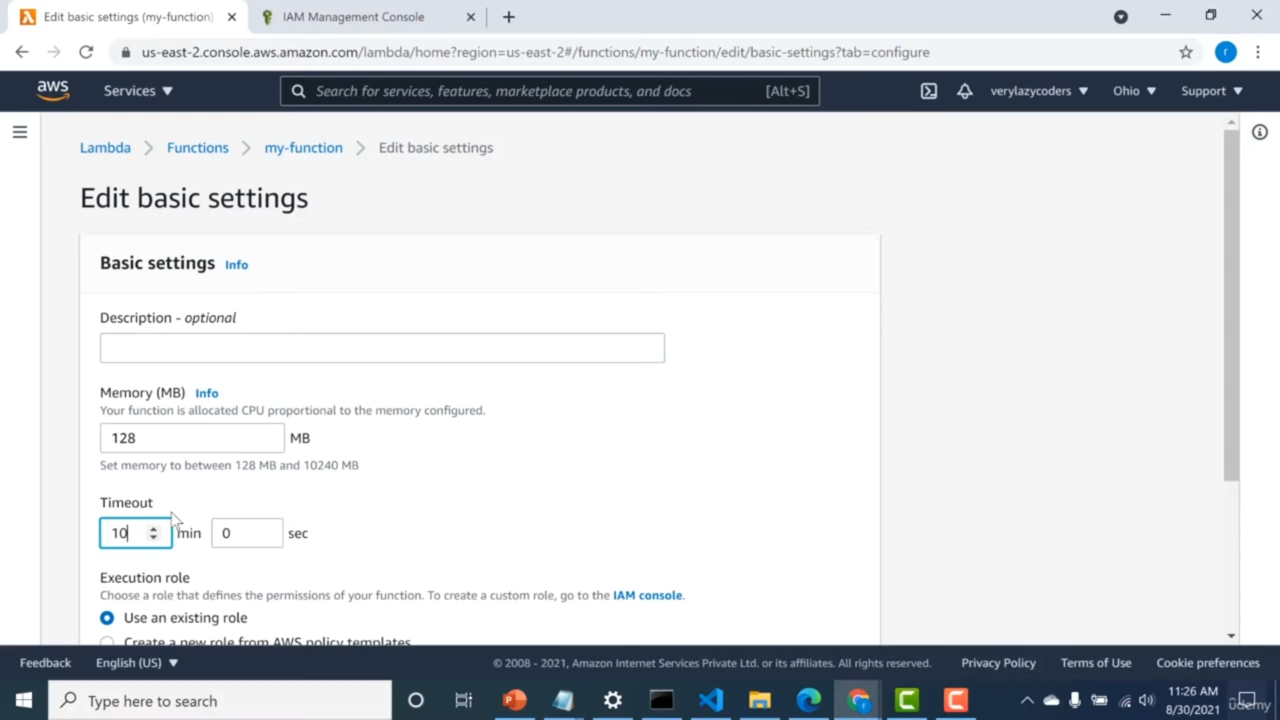 Edit basic settings (my-function)
IAM Management Console
us-east-2.console.aws.amazon.com/lambda/home?region=us-east-2#/functions/my-function/edit/basic-settings?tab=configure
r
aws
Services
Search for services, features, marketplace products, and docs
[Alt+S]
verylazycoders
Ohio
Support
Lambda
Functions
my-function
Edit basic settings
Edit basic settings
Basic settings Info
Description - optional
Memory (MB) Info
Your function is allocated CPU proportional to the memory configured.
128 MB
Set memory to between 128 MB and 10240 MB
Timeout
10 min 0 sec
Execution role
Choose a role that defines the permissions of your function. To create a custom role, go to the IAM console.
Use an existing role
Create a new role from AWS policy templates
Feedback
English (US)
© 2008 - 2021, Amazon Internet Services Private Ltd. or its affiliates. All rights reserved.
Privacy Policy
Terms of Use
Cookie preferences
Type here to search
11:26 AM
8/30/2021
udemy